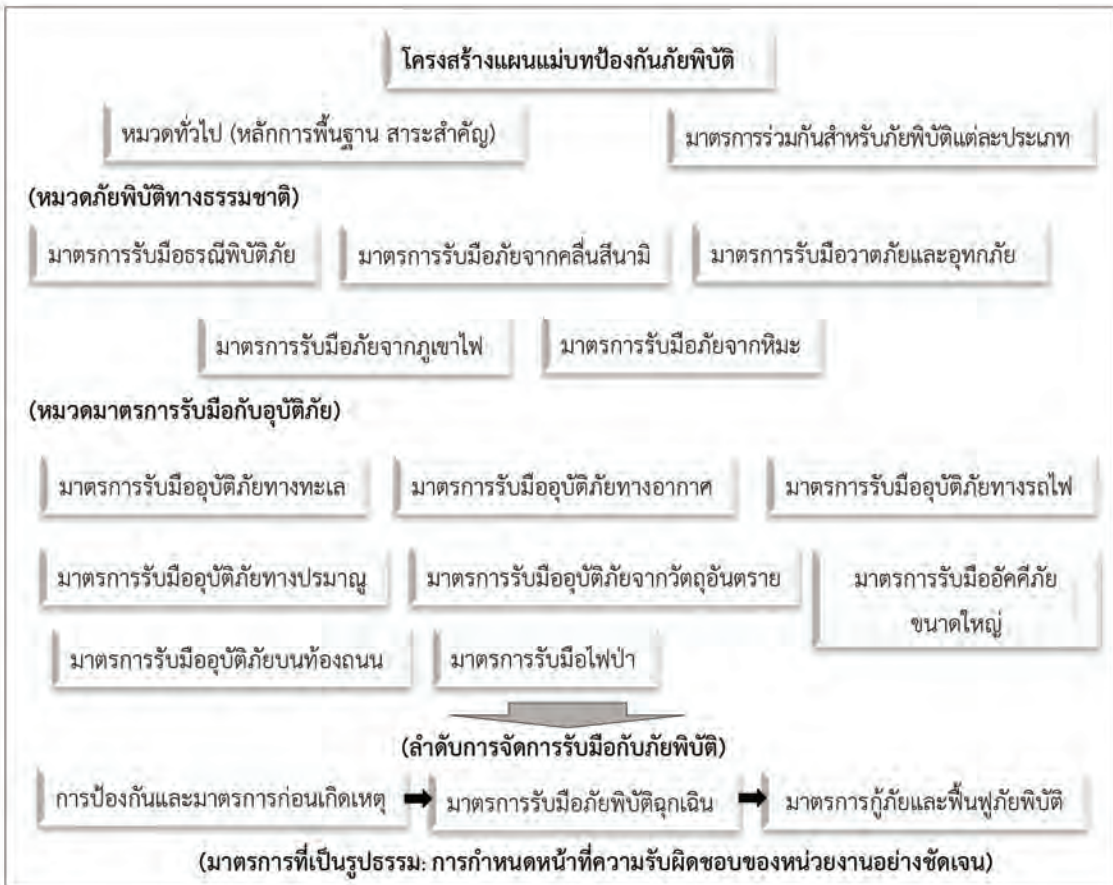 โครงสร้างแผนแม่บทป้องกันภัยพิบัติ
หมวดทั่วไป (หลักการพื้นฐาน สาระสำคัญ)
มาตรการร่วมกันสำหรับภัยพิบัติแต่ละประเภท
(หมวดภัยพิบัติทางธรรมชาติ)
มาตรการรับมือธรณีพิบัติภัย
มาตรการรับมือภัยจากคลื่นสึนามิ
มาตรการรับมือวาตภัยและอุทกภัย
มาตรการรับมือภัยจากภูเขาไฟ
มาตรการรับมือภัยจากหิมะ
(หมวดมาตรการรับมือกับอุบัติภัย)
มาตรการรับมืออุบัติภัยทางทะเล
มาตรการรับมืออุบัติภัยทางอากาศ
มาตรการรับมืออุบัติภัยทางรถไฟ
มาตรการรับมืออุบัติภัยทางปรมาณู
มาตรการรับมืออุบัติภัยจากวัตถุอันตราย
มาตรการรับมืออัคคีภัย
ขนาดใหญ่
มาตรการรับมืออุบัติภัยบนท้องถนน
มาตรการรับมือไฟป่า
(ลำดับการจัดการรับมือกับภัยพิบัติ)
การป้องกันและมาตรการก่อนเกิดเหตุ
มาตรการรับมือภัยพิบัติฉุกเฉิน
มาตรการกู้ภัยและฟื้นฟูภัยพิบัติ
(มาตรการที่เป็นรูปธรรม: การกำหนดหน้าที่ความรับผิดชอบของหน่วยงานอย่างชัดเจน)